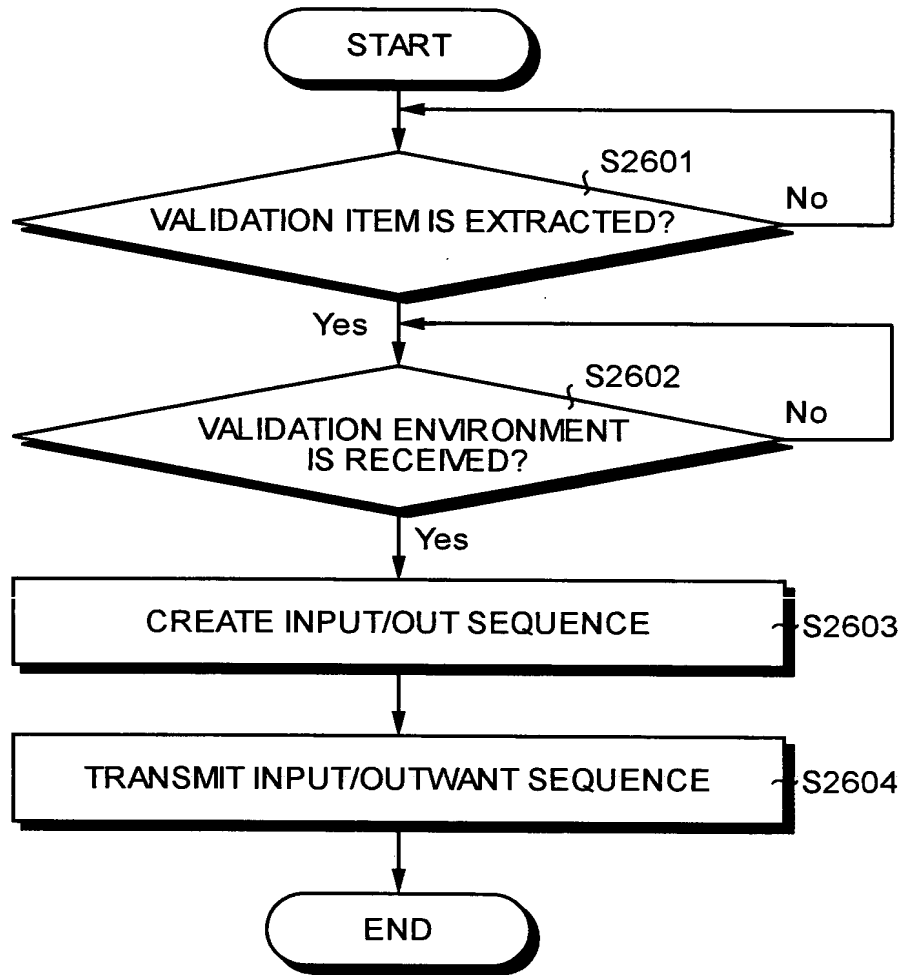 START
S2601
VALIDATION ITEM IS EXTRACTED?
No
Yes
S2602
VALIDATION ENVIRONMENT
IS RECEIVED?
No
Yes
CREATE INPUT/OUT SEQUENCE
S2603
TRANSMIT INPUT/OUTWANT SEQUENCE
S2604
END